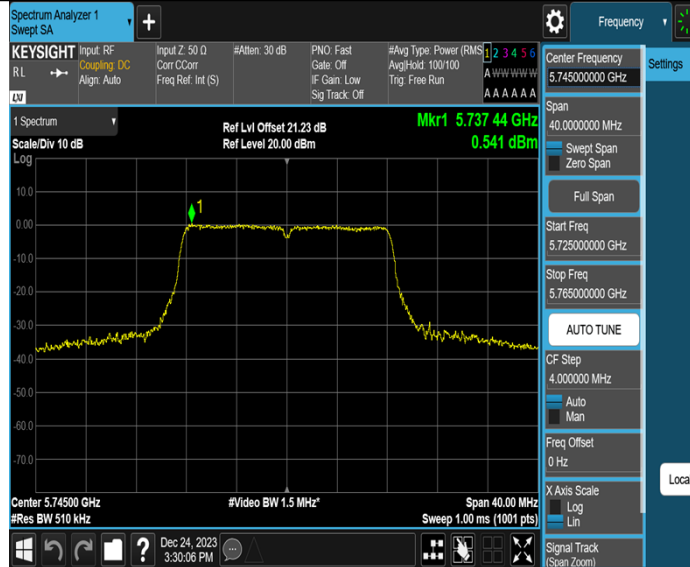 Spectrum Analyzer 1
Swept SA
+
Frequency
KEYSIGHT
RL
LXI
Input: RF
Coupling: DC
Align: Auto
Input Z: 50 Ω
Corr CCorr
Freq Ref: Int (S)
#Atten: 30 dB
PNO: Fast
Gate: Off
IF Gain: Low
Sig Track: Off
#Avg Type: Power (RMS
Avg|Hold: 100/100
Trig: Free Run
1 2 3 4 5 6
A W W W W W
A A A A A A
1 Spectrum
Scale/Div 10 dB
Log
Ref Lvl Offset 21.23 dB
Ref Level 20.00 dBm
Mkr1 5.737 44 GHz
0.541 dBm
10.0
0.00
-10.0
-20.0
-30.0
-40.0
-50.0
-60.0
-70.0
1
Center 5.74500 GHz
#Res BW 510 kHz
#Video BW 1.5 MHz*
Span 40.00 MHz
Sweep 1.00 ms (1001 pts)
?
Dec 24, 2023
3:30:06 PM
Center Frequency
5.745000000 GHz
Span
40.0000000 MHz
Swept Span
Zero Span
Full Span
Start Freq
5.725000000 GHz
Stop Freq
5.765000000 GHz
AUTO TUNE
CF Step
4.000000 MHz
Auto
Man
Freq Offset
0 Hz
X Axis Scale
Log
Lin
Signal Track
(Span Zoom)
Settings
Loca